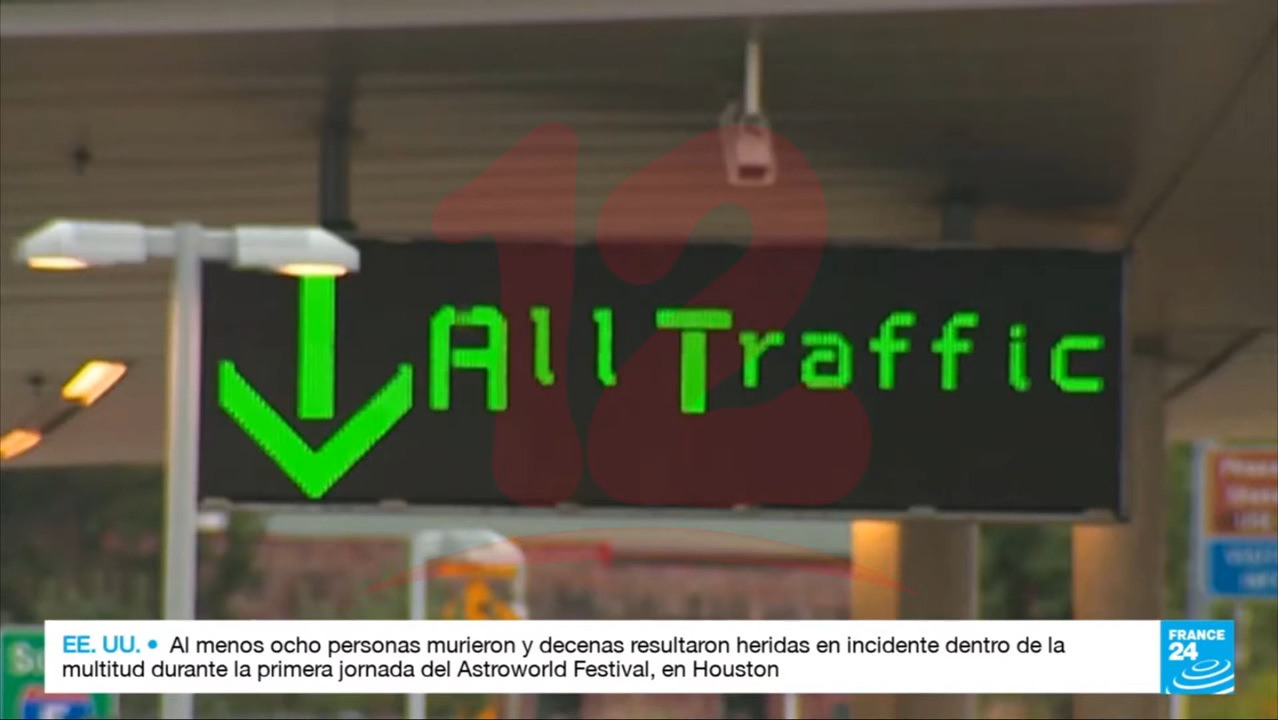 12
All Traffic
EE. UU. • Al menos ocho personas murieron y decenas resultaron heridas en incidente dentro de la
multitud durante la primera jornada del Astroworld Festival, en Houston
FRANCE
24